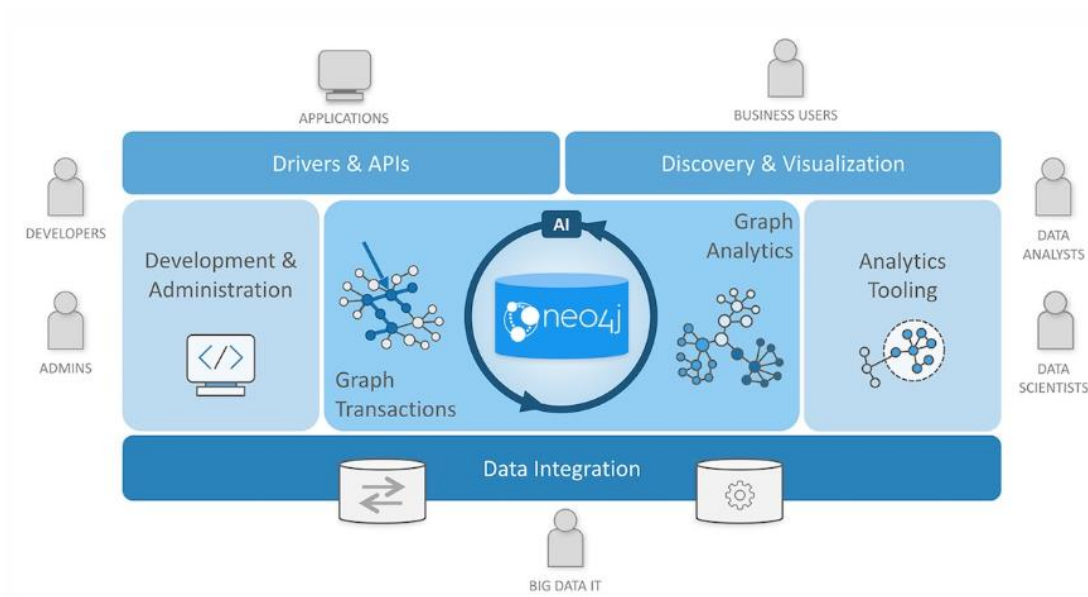 APPLICATIONS
BUSINESS USERS
Drivers & APIs
Discovery & Visualization
DEVELOPERS
ADMINS
Development &
Administration
</>
Graph
Transactions
AI
neo4j
Graph
Analytics
Analytics
Tooling
DATA
ANALYSTS
DATA
SCIENTISTS
Data Integration
BIG DATA IT